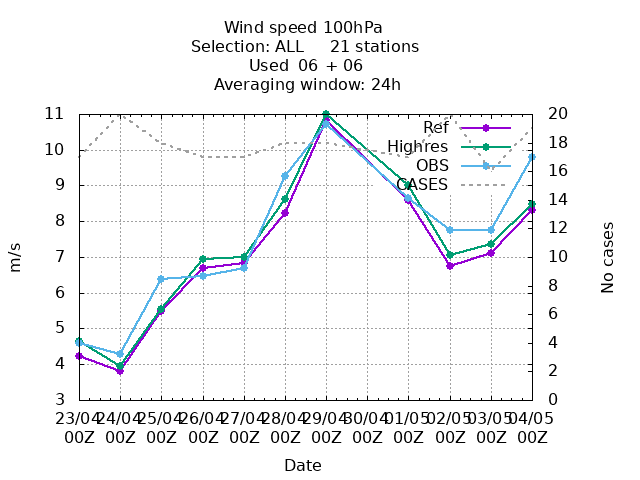 Wind speed 100hPa
Selection: ALL 21 stations
Used 06 + 06
Averaging window: 24h
11
10
9
8
7
6
5
4
3
m/s
20
18
16
14
12
10
8
6
4
2
0
No cases
Ref
Highres
OBS
CASES
23/04 24/04 25/04 26/04 27/04 28/04 29/04 30/04 01/05 02/05 03/05 04/05
00Z 00Z 00Z 00Z 00Z 00Z 00Z 00Z 00Z 00Z 00Z 00Z
Date